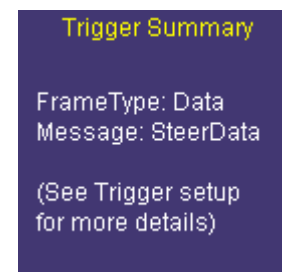 Trigger Summary
FrameType: Data
Message: SteerData
(See Trigger setup
for more details)